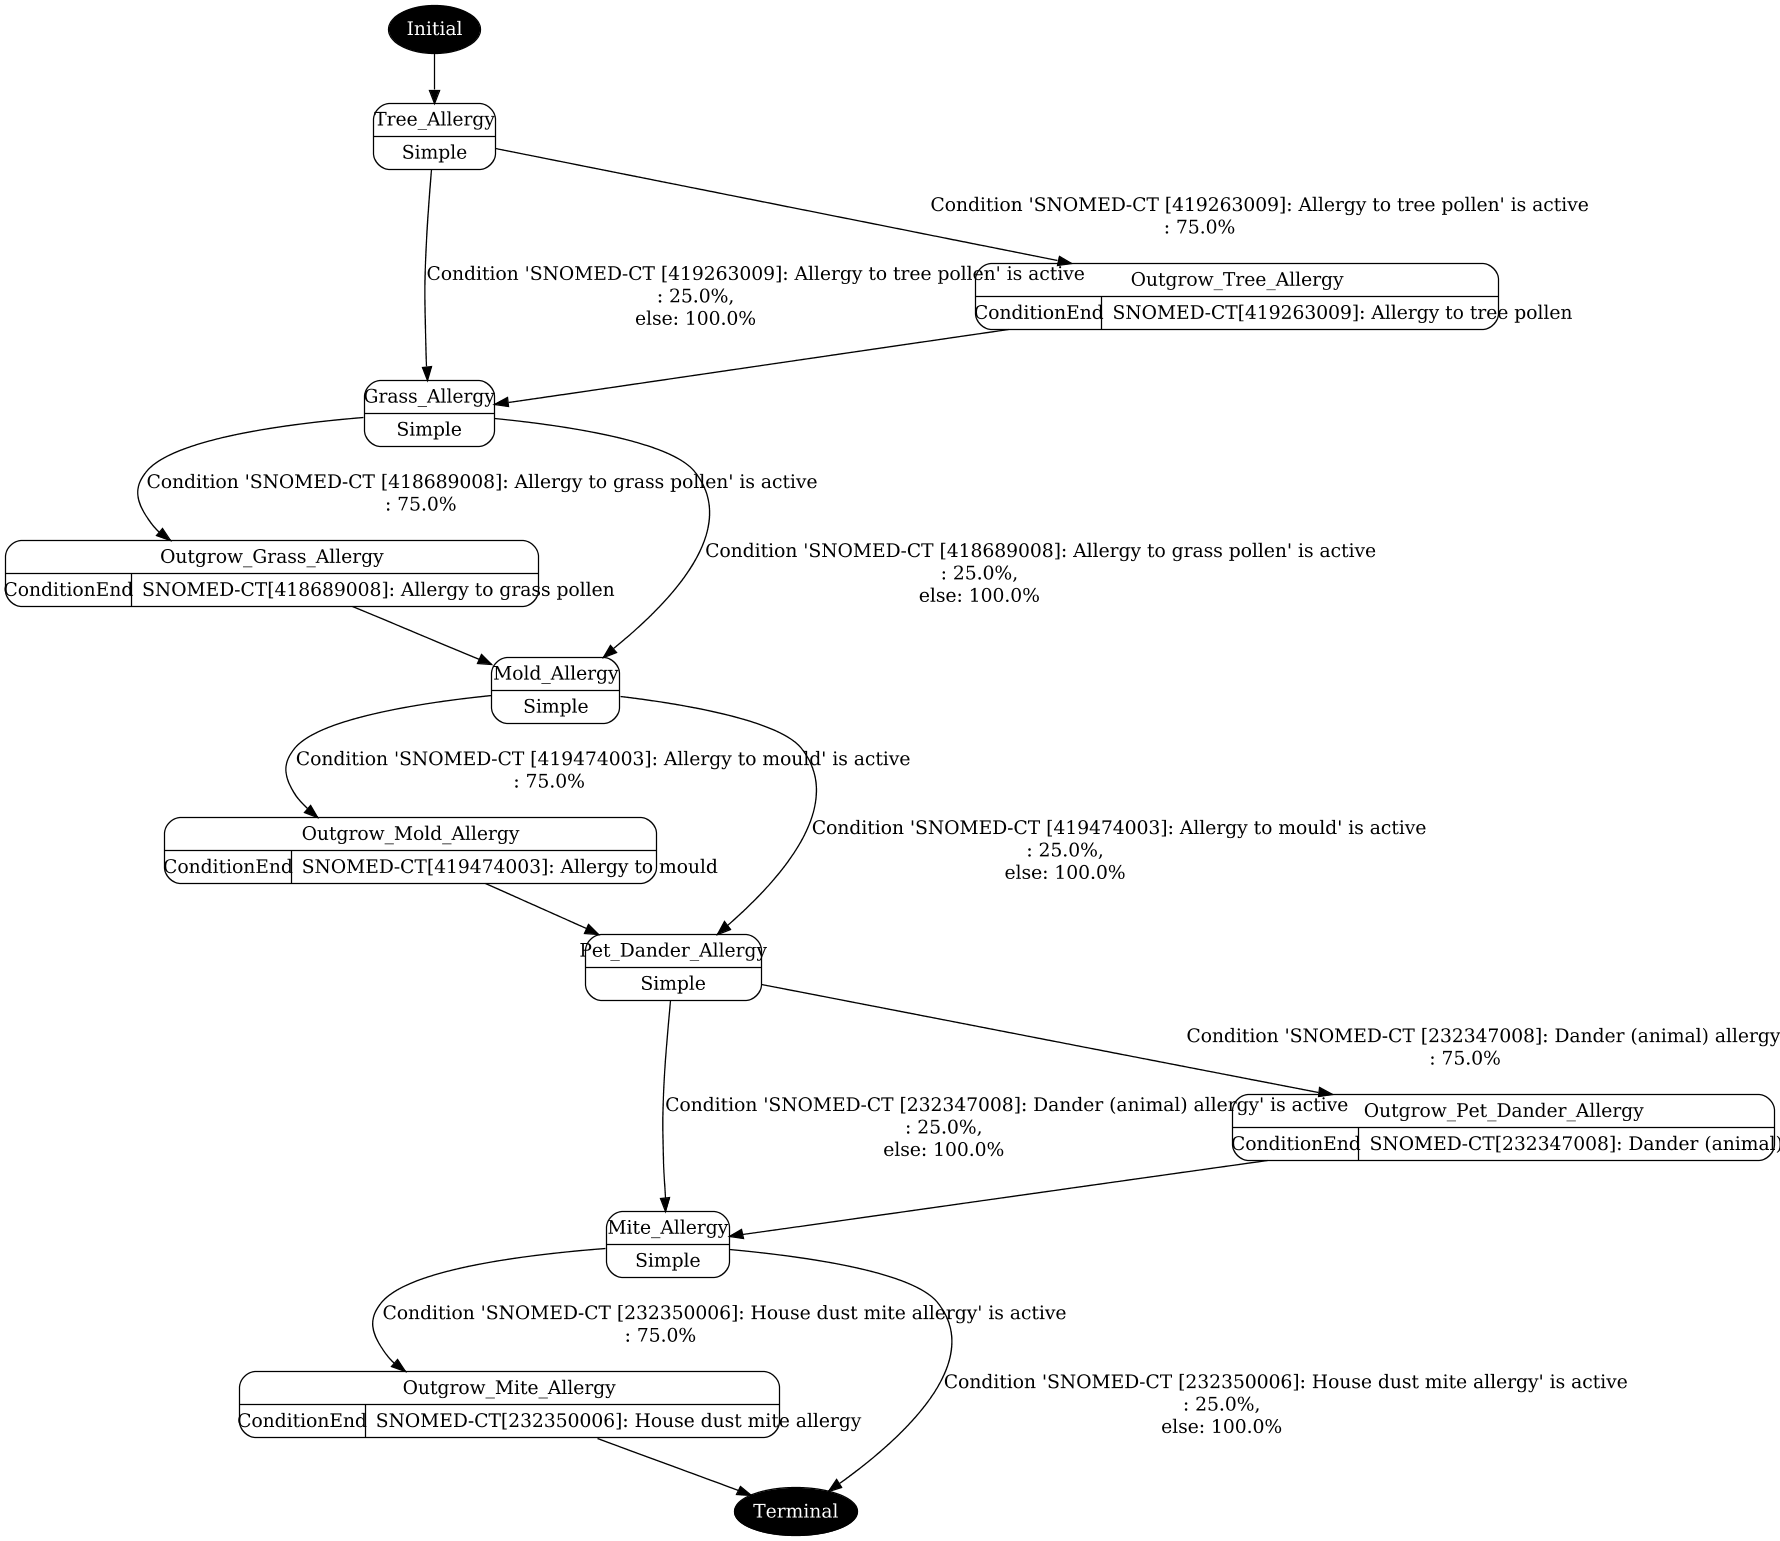 Initial
Tree_Allergy
Simple
Condition 'SNOMED-CT [419263009]: Allergy to tree pollen' is active
: 75.0%
Condition 'SNOMED-CT [419263009]: Allergy to tree pollen' is active
: 25.0%,
else: 100.0%
Outgrow_Tree_Allergy
ConditionEnd SNOMED-CT[419263009]: Allergy to tree pollen
Grass_Allergy
Simple
Condition 'SNOMED-CT [418689008]: Allergy to grass pollen' is active
: 75.0%
Condition 'SNOMED-CT [418689008]: Allergy to grass pollen' is active
: 25.0%,
else: 100.0%
Outgrow_Grass_Allergy
ConditionEnd SNOMED-CT[418689008]: Allergy to grass pollen
Mold_Allergy
Simple
Condition 'SNOMED-CT [419474003]: Allergy to mould' is active
: 75.0%
Outgrow_Mold_Allergy
ConditionEnd SNOMED-CT[419474003]: Allergy to mould
Condition 'SNOMED-CT [419474003]: Allergy to mould' is active
: 25.0%,
else: 100.0%
Pet_Dander_Allergy
Simple
Condition 'SNOMED-CT [232347008]: Dander (animal) allergy
: 75.0%
Condition 'SNOMED-CT [232347008]: Dander (animal) allergy' is active
: 25.0%,
else: 100.0%
Outgrow_Pet_Dander_Allergy
ConditionEnd SNOMED-CT[232347008]: Dander (animal)
Mite_Allergy
Simple
Condition 'SNOMED-CT [232350006]: House dust mite allergy' is active
: 75.0%
Outgrow_Mite_Allergy
ConditionEnd SNOMED-CT[232350006]: House dust mite allergy
Condition 'SNOMED-CT [232350006]: House dust mite allergy' is active
: 25.0%,
else: 100.0%
Terminal